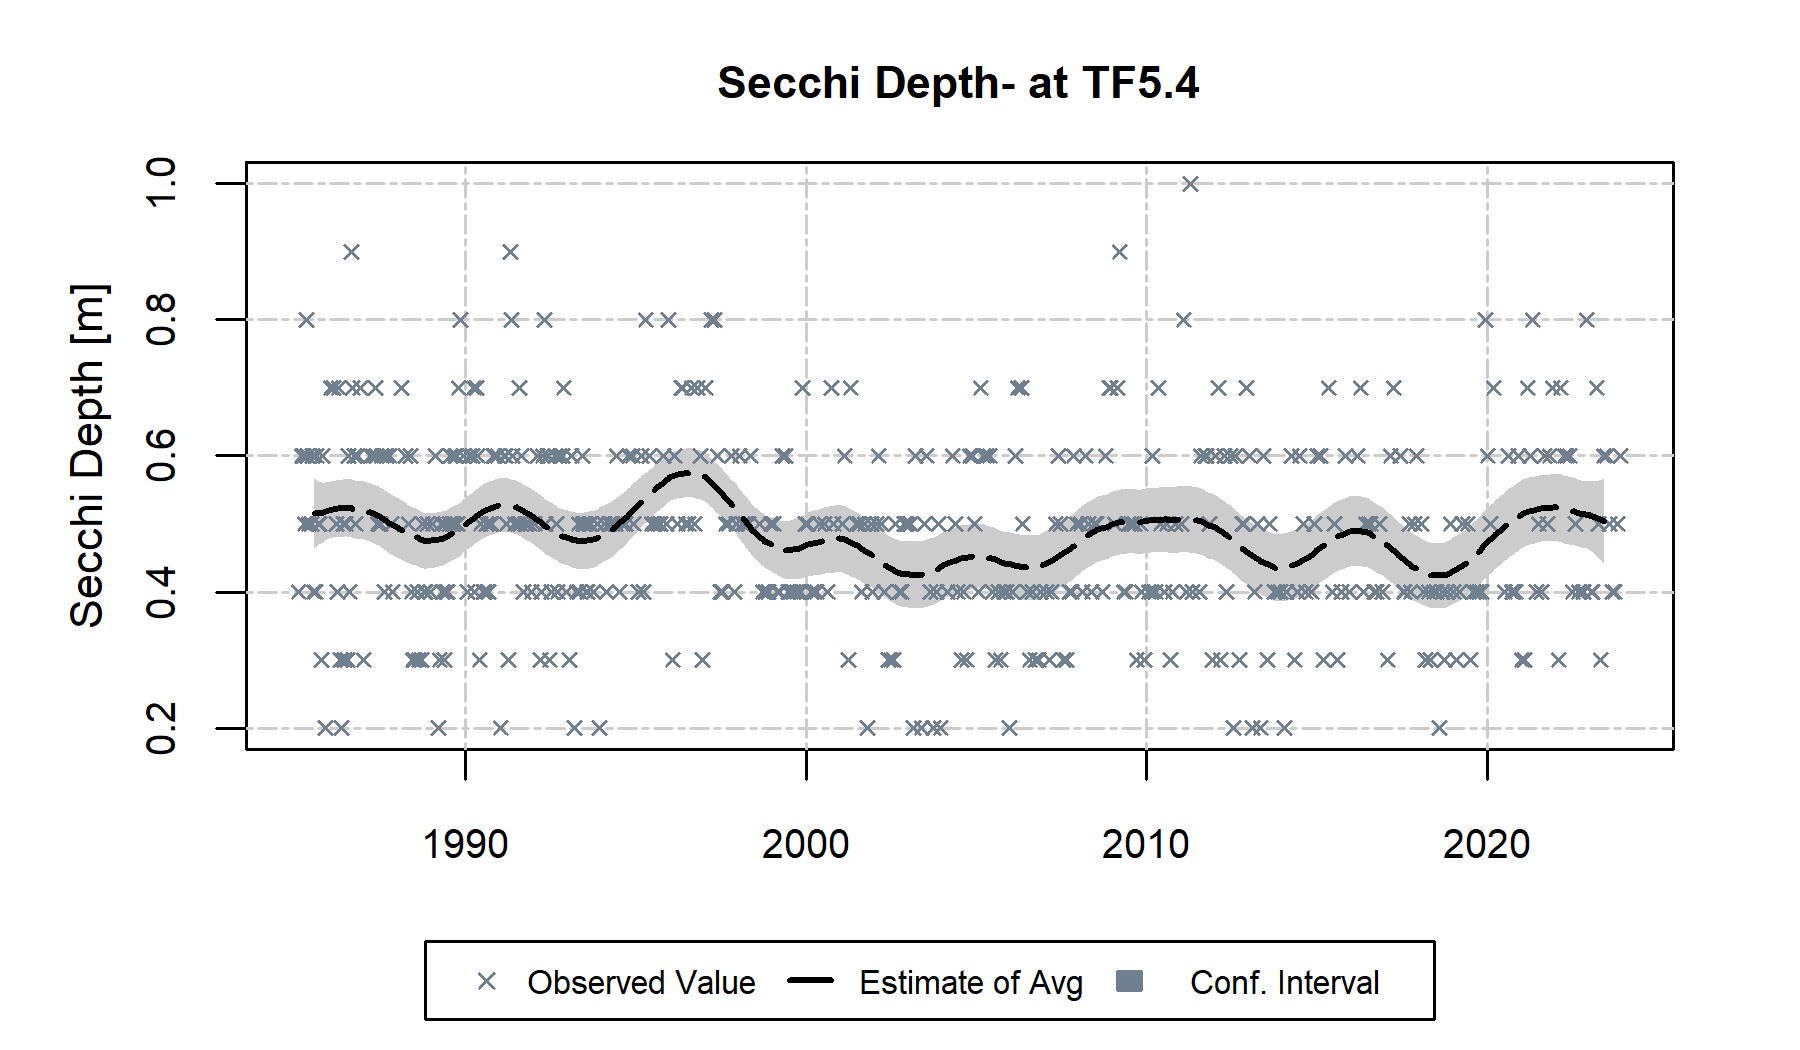 Secchi Depth- at TF5.4
Secchi Depth [m]
1.0
0.8
0.6
0.4
0.2
1990 2000 2010 2020
Observed Value Estimate of Avg Conf. Interval